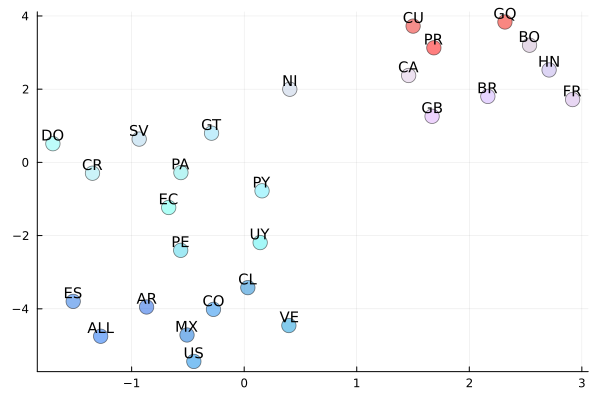 4
2
0
−2
−4
CU
GQ
PR
BO
CA
HN
NI
BR
FR
GB
DO
SV
GT
CR
PA
PY
EC
UY
PE
ES
CL
AR
CO
VE
ALL
MX
US
−1
0
1
2
3